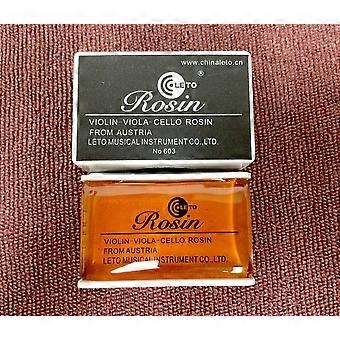 www.chinaleto.cn
LETO ®
Rosin
VIOLIN-VIOLA-CELLO ROSIN
FROM AUSTRIA
LETO MUSICAL INSTRUMENT CO.,LTD.
No 603
LETO
Rosin
VIOLIN-VIOLA-CELLO ROSIN
FROM AUSTRIA
LETO MUSICAL INSTRUMENT CO.,LTD.